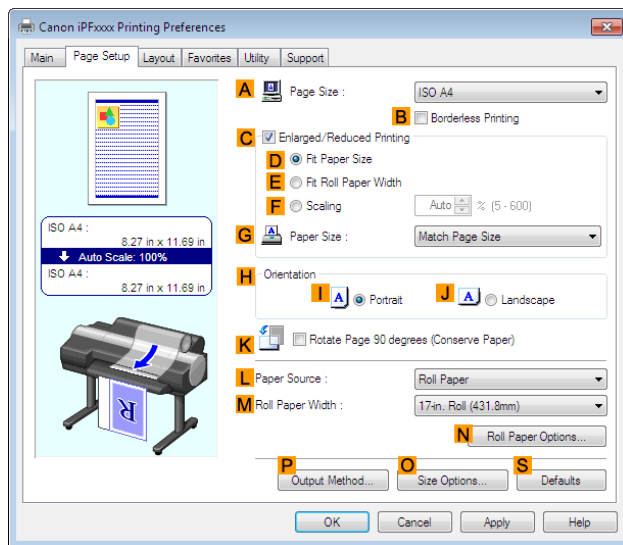 Canon iPFxxxx Printing Preferences
Main Page Setup Layout Favorites Utility Support
A Page Size : ISO A4
B Borderless Printing
C Enlarged/Reduced Printing
D Fit Paper Size
E Fit Roll Paper Width
F Scaling Auto % (5 - 600)
ISO A4 :
8.27 in x 11.69 in
Auto Scale: 100%
ISO A4 :
8.27 in x 11.69 in
G A Paper Size : Match Page Size
H Orientation
I A Portrait J A Landscape
K Rotate Page 90 degrees (Conserve Paper)
R
L Paper Source : Roll Paper
M Roll Paper Width : 17-in. Roll (431.8mm)
N Roll Paper Options...
P Output Method... O Size Options... S Defaults
OK Cancel Apply Help